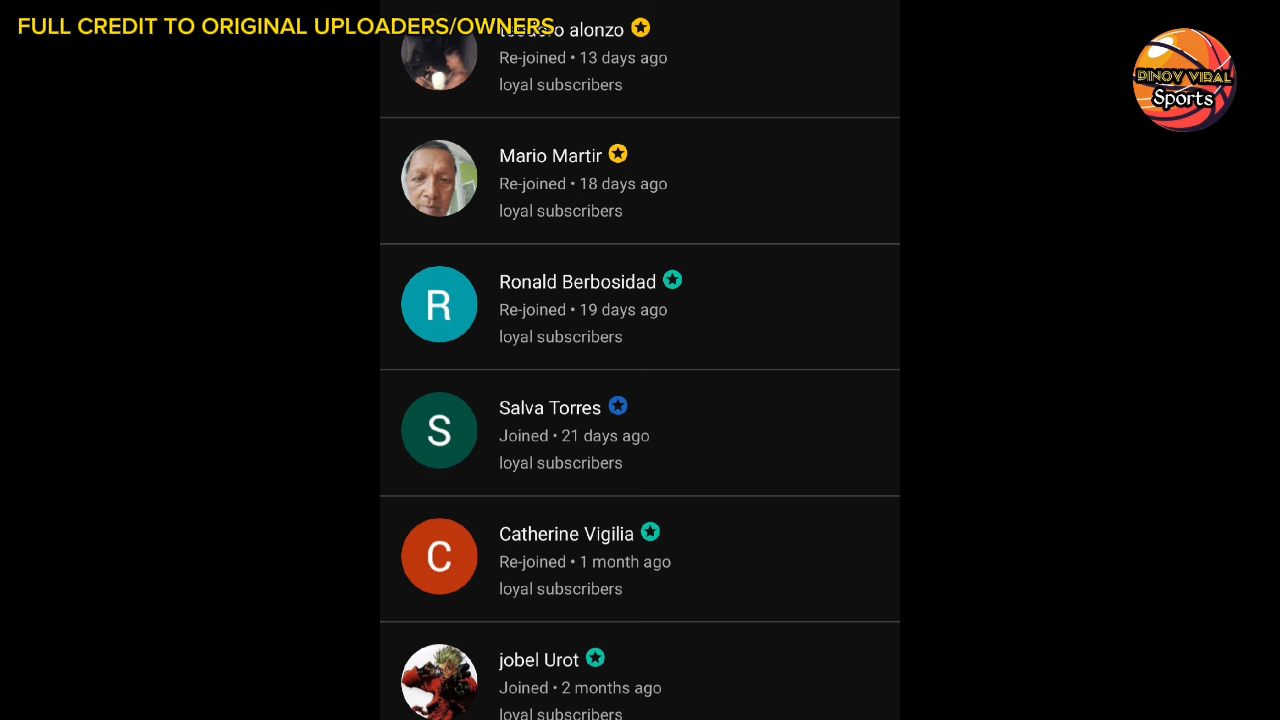 FULL CREDIT TO ORIGINAL UPLOADERS/OWNERS
alonzo
Re-joined • 13 days ago
loyal subscribers
PINOY VIRAL
Sports
Mario Martir
Re-joined • 18 days ago
loyal subscribers
R
Ronald Berbosidad
Re-joined • 19 days ago
loyal subscribers
S
Salva Torres
Joined • 21 days ago
loyal subscribers
C
Catherine Vigilia
Re-joined • 1 month ago
loyal subscribers
jobel Urot
Joined • 2 months ago
loyal subscribers